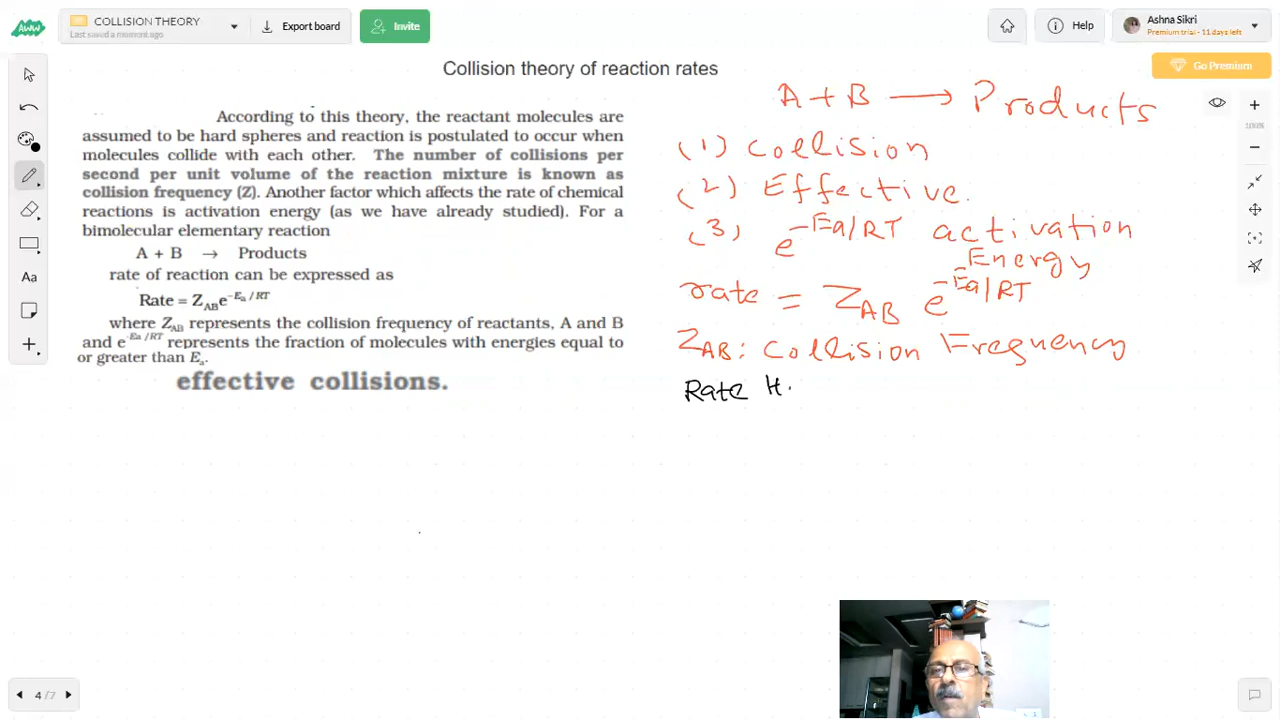 AWW
COLLISION THEORY
Last saved a moment ago
Export board
Invite
Help
Ashna Sikri
Premium trial - 11 days left
Go Premium
Collision theory of reaction rates
According to this theory, the reactant molecules are
assumed to be hard spheres and reaction is postulated to occur when
molecules collide with each other. The number of collisions per
second per unit volume of the reaction mixture is known as
collision frequency (Z). Another factor which affects the rate of chemical
reactions is activation energy (as we have already studied). For a
bimolecular elementary reaction
A + B → Products
rate of reaction can be expressed as
Rate = Z_AB e^-Ea / RT
where Z_AB represents the collision frequency of reactants, A and B
and e^-Ea / RT represents the fraction of molecules with energies equal to
or greater than E_a.
effective collisions.
A + B → Products
(1) Collision
(2) Effective.
(3) e^-Ea/RT activation
Energy
rate = Z_AB e^-Ea/RT
Z_AB: Collision Frequency
Rate
Aa
4 / 7